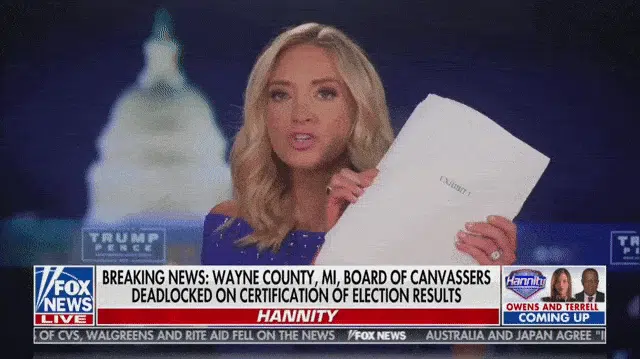 EXHIBIT 1
TRUMP
PENCE
TR
P
BREAKING NEWS: WAYNE COUNTY, MI, BOARD OF CANVASSERS
DEADLOCKED ON CERTIFICATION OF ELECTION RESULTS
HANNITY
FOX
NEWS
LIVE
Hannity
OWENS AND TERRELL
COMING UP
OF CVS, WALGREENS AND RITE AID FELL ON THE NEWS
FOX NEWS
AUSTRALIA AND JAPAN AGREE "I